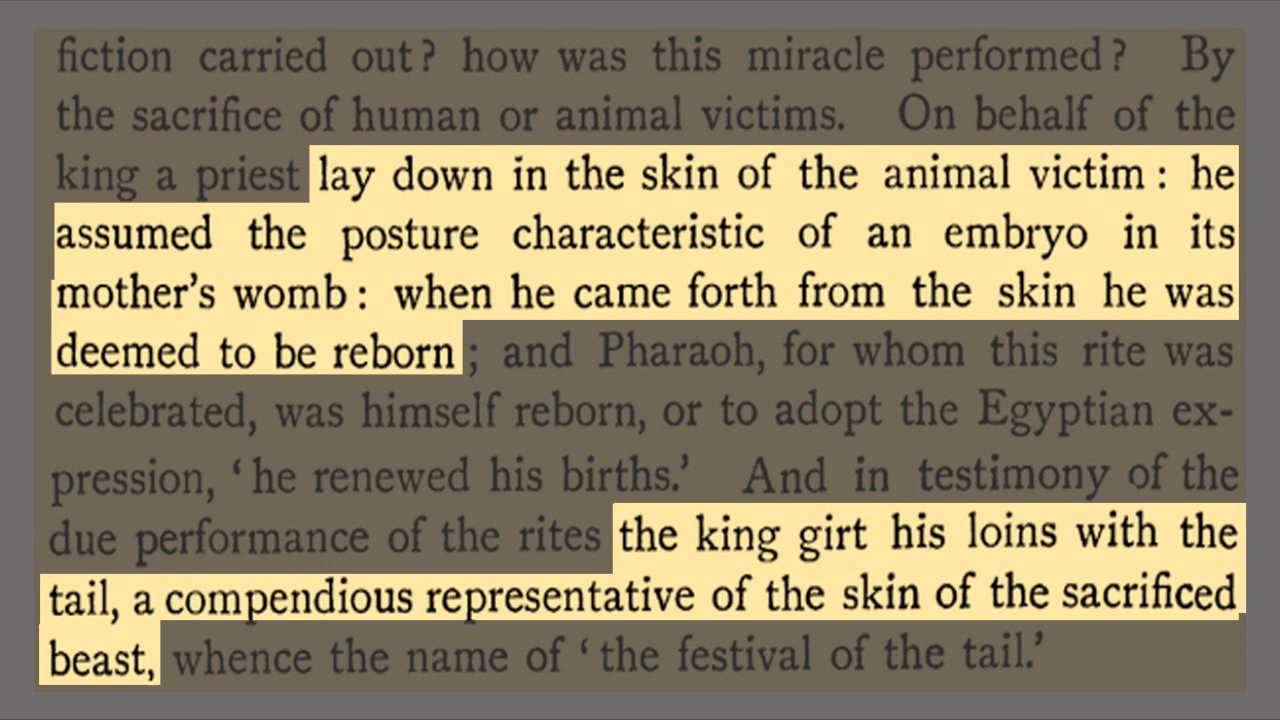 fiction carried out? how was this miracle performed? By
the sacrifice of human or animal victims. On behalf of the
king a priest lay down in the skin of the animal victim: he
assumed the posture characteristic of an embryo in its
mother's womb: when he came forth from the skin he was
deemed to be reborn; and Pharaoh, for whom this rite was
celebrated, was himself reborn, or to adopt the Egyptian ex-
pression, 'he renewed his births.' And in testimony of the
due performance of the rites the king girt his loins with the
tail, a compendious representative of the skin of the sacrificed
beast, whence the name of 'the festival of the tail.'